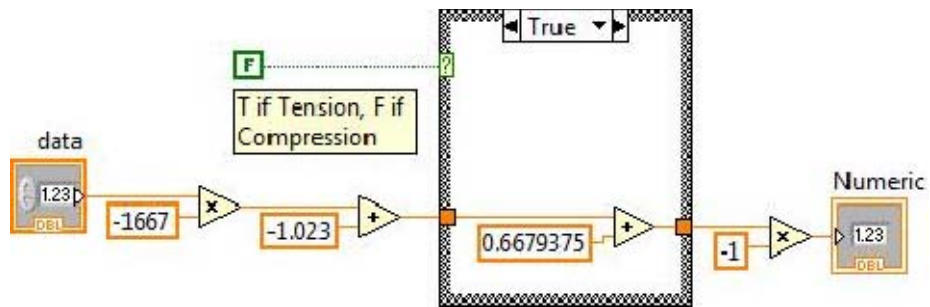 True
F
?
T if Tension, F if
Compression
data
1.23
DBL
-1667
x
-1.023
+
0.6679375
+
-1
x
Numeric
1.23
DBL